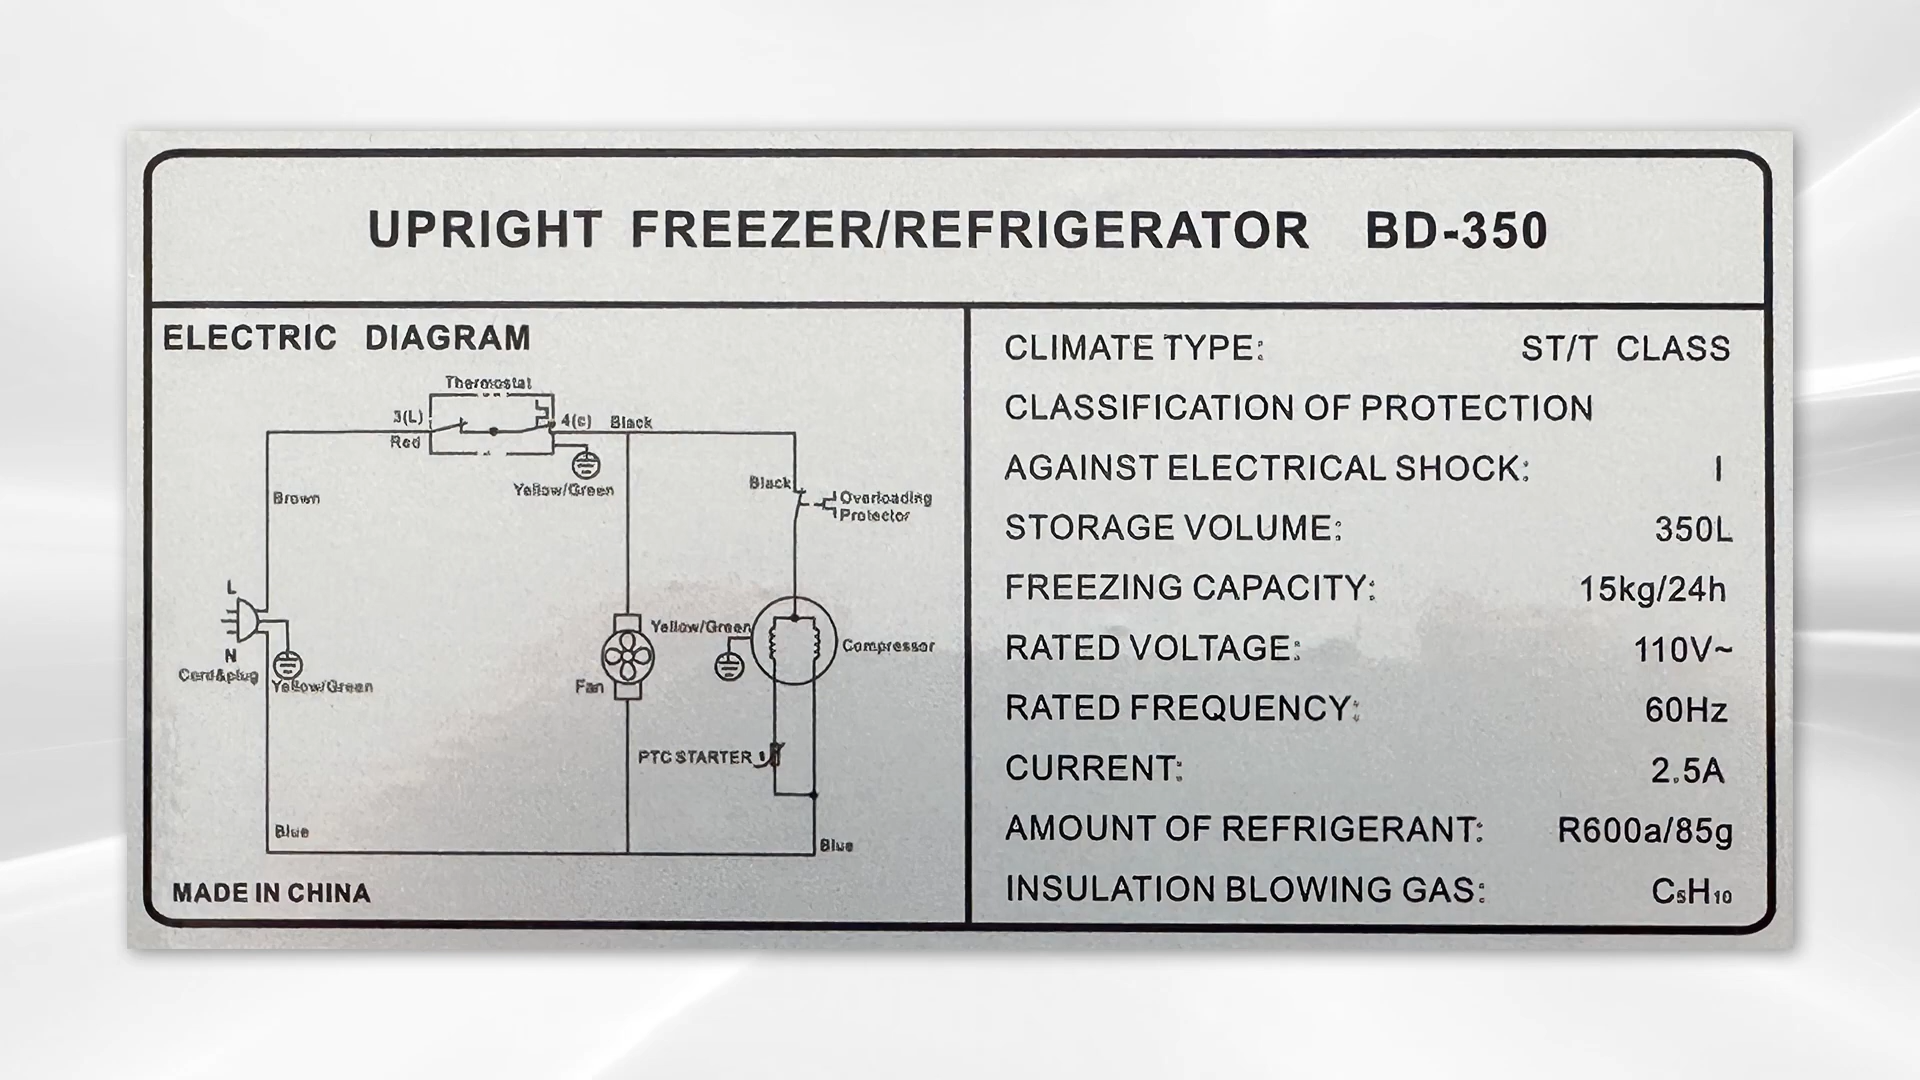 UPRIGHT FREEZER/REFRIGERATOR BD-350
ELECTRIC DIAGRAM
Thermostat
3(L)
Red
4(c)
Black
Yellow/Green
Brown
Black
Overloading
Protector
L
N
Cord&plug
Yellow/Green
Fan
Yellow/Green
Compressor
PTC STARTER
Blue
Blue
MADE IN CHINA
CLIMATE TYPE: ST/T CLASS
CLASSIFICATION OF PROTECTION
AGAINST ELECTRICAL SHOCK: I
STORAGE VOLUME: 350L
FREEZING CAPACITY: 15kg/24h
RATED VOLTAGE: 110V~
RATED FREQUENCY: 60Hz
CURRENT: 2.5A
AMOUNT OF REFRIGERANT: R600a/85g
INSULATION BLOWING GAS: C₅H₁₀